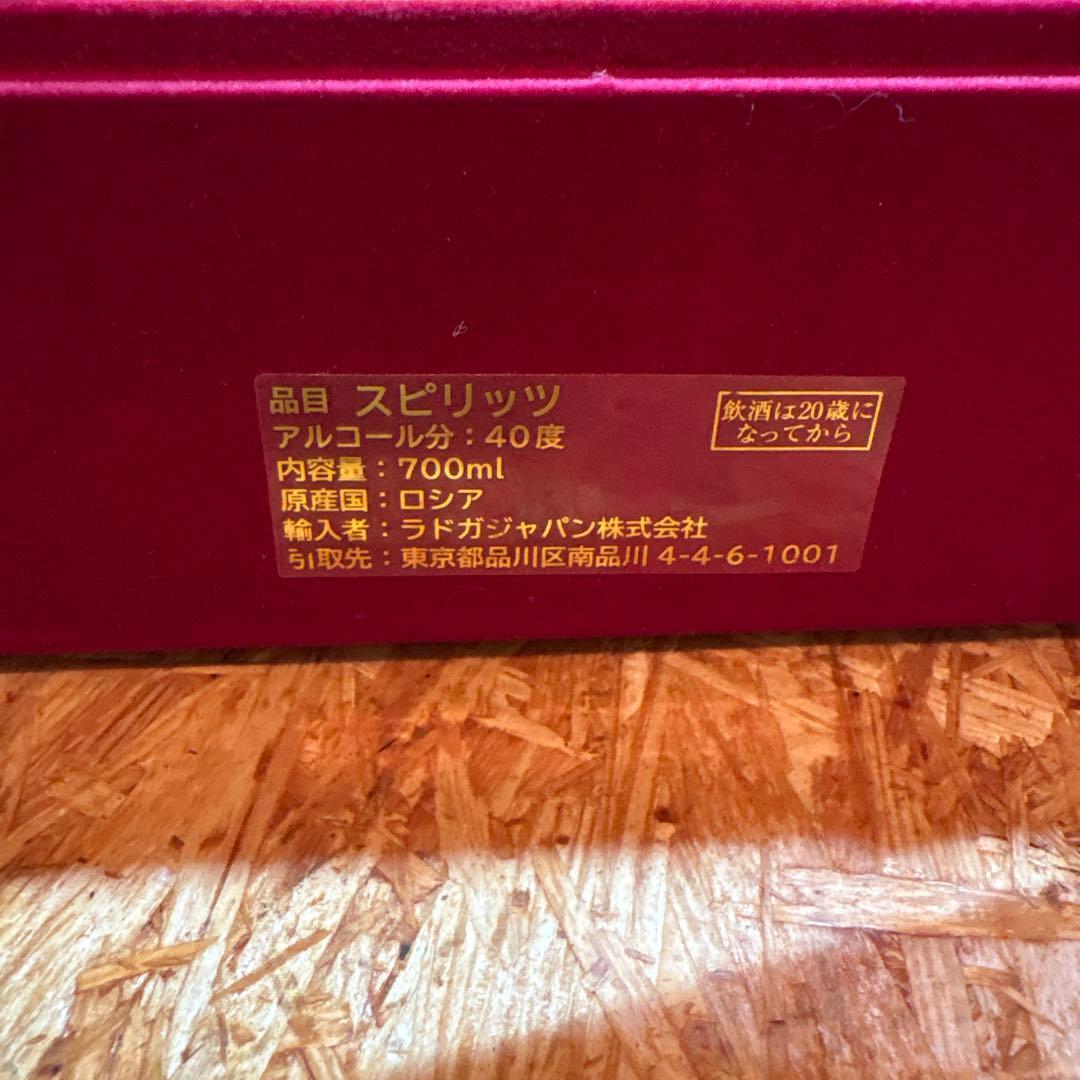 品目 スピリッツ
飲酒は20歳に
なってから
アルコール分：40度
内容量：700ml
原産国：ロシア
輸入者：ラドガジャパン株式会社
引取先：東京都品川区南品川 4-4-6-1001